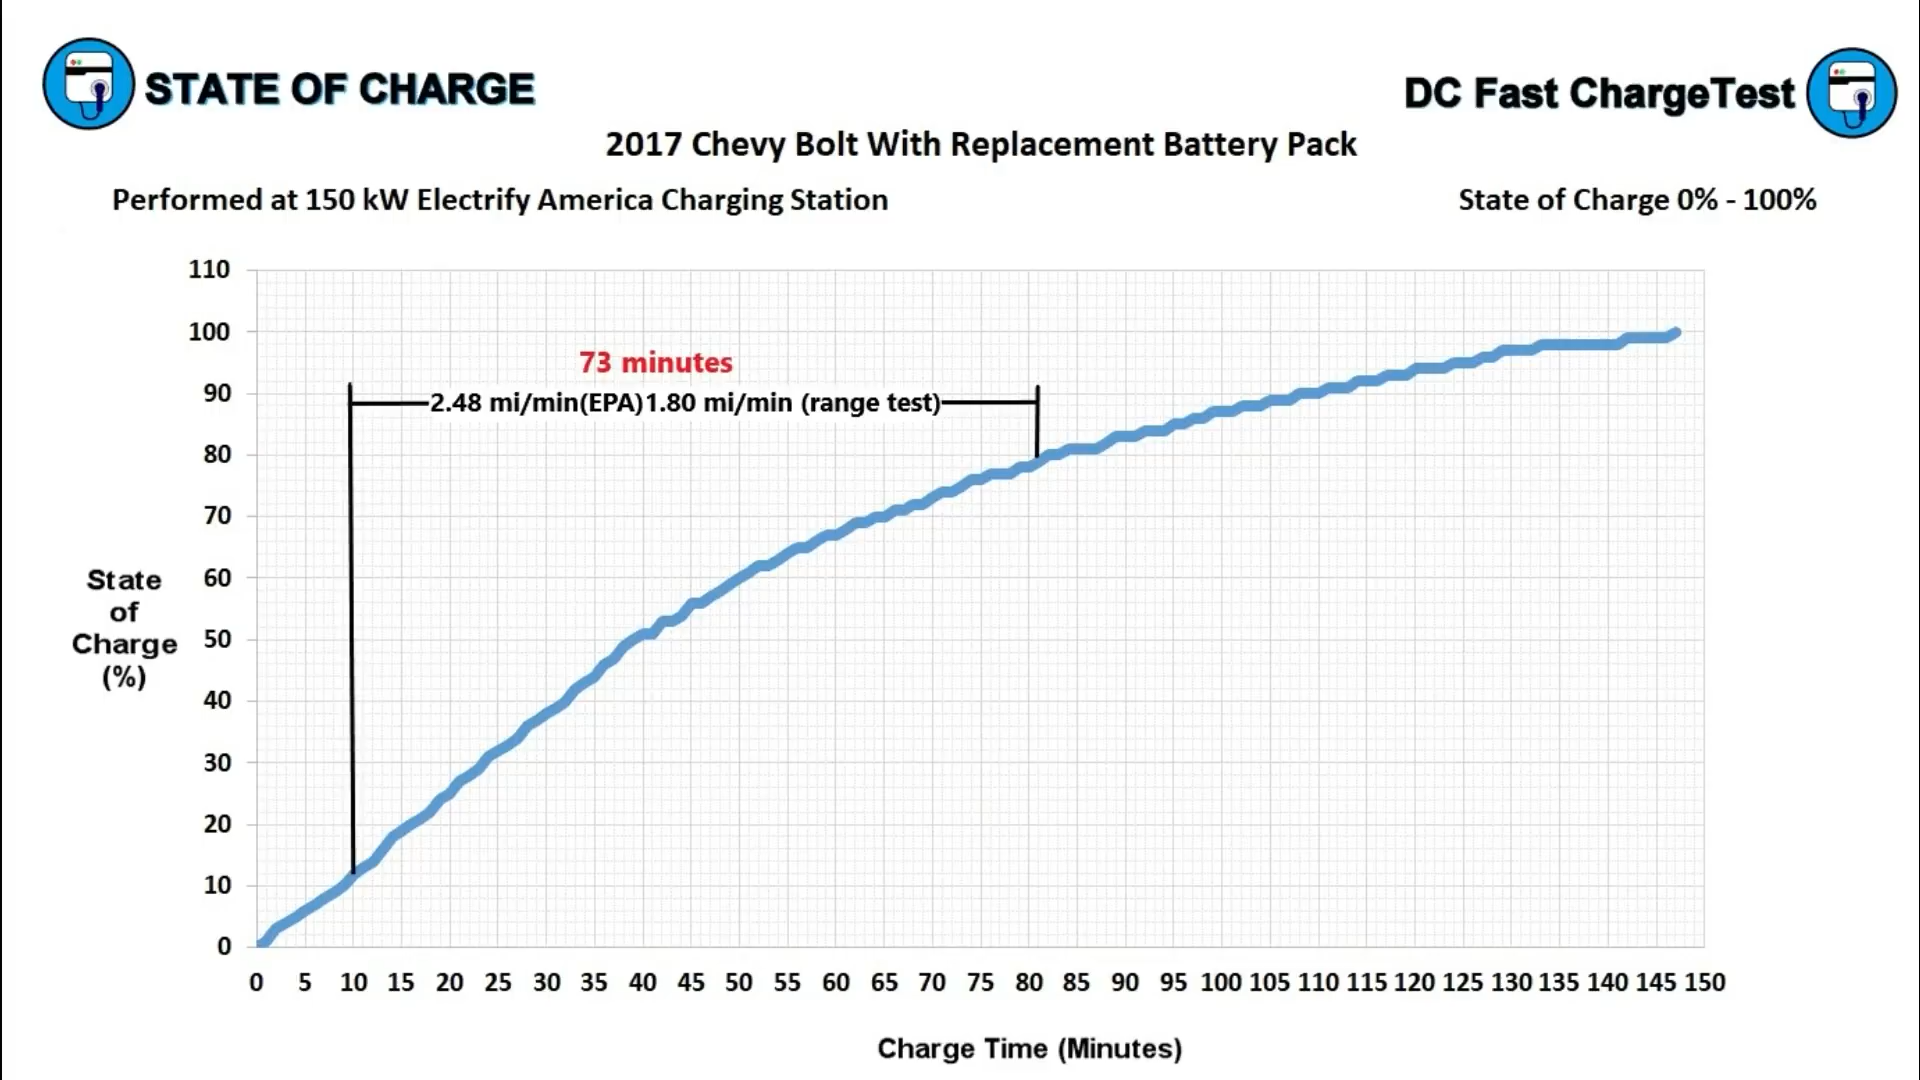 STATE OF CHARGE
DC Fast ChargeTest
2017 Chevy Bolt With Replacement Battery Pack
Performed at 150 kW Electrify America Charging Station
State of Charge 0% - 100%
110
100
90
80
70
60
50
40
30
20
10
0
73 minutes
2.48 mi/min(EPA)1.80 mi/min (range test)
State
of
Charge
(%)
0 5 10 15 20 25 30 35 40 45 50 55 60 65 70 75 80 85 90 95 100 105 110 115 120 125 130 135 140 145 150
Charge Time (Minutes)